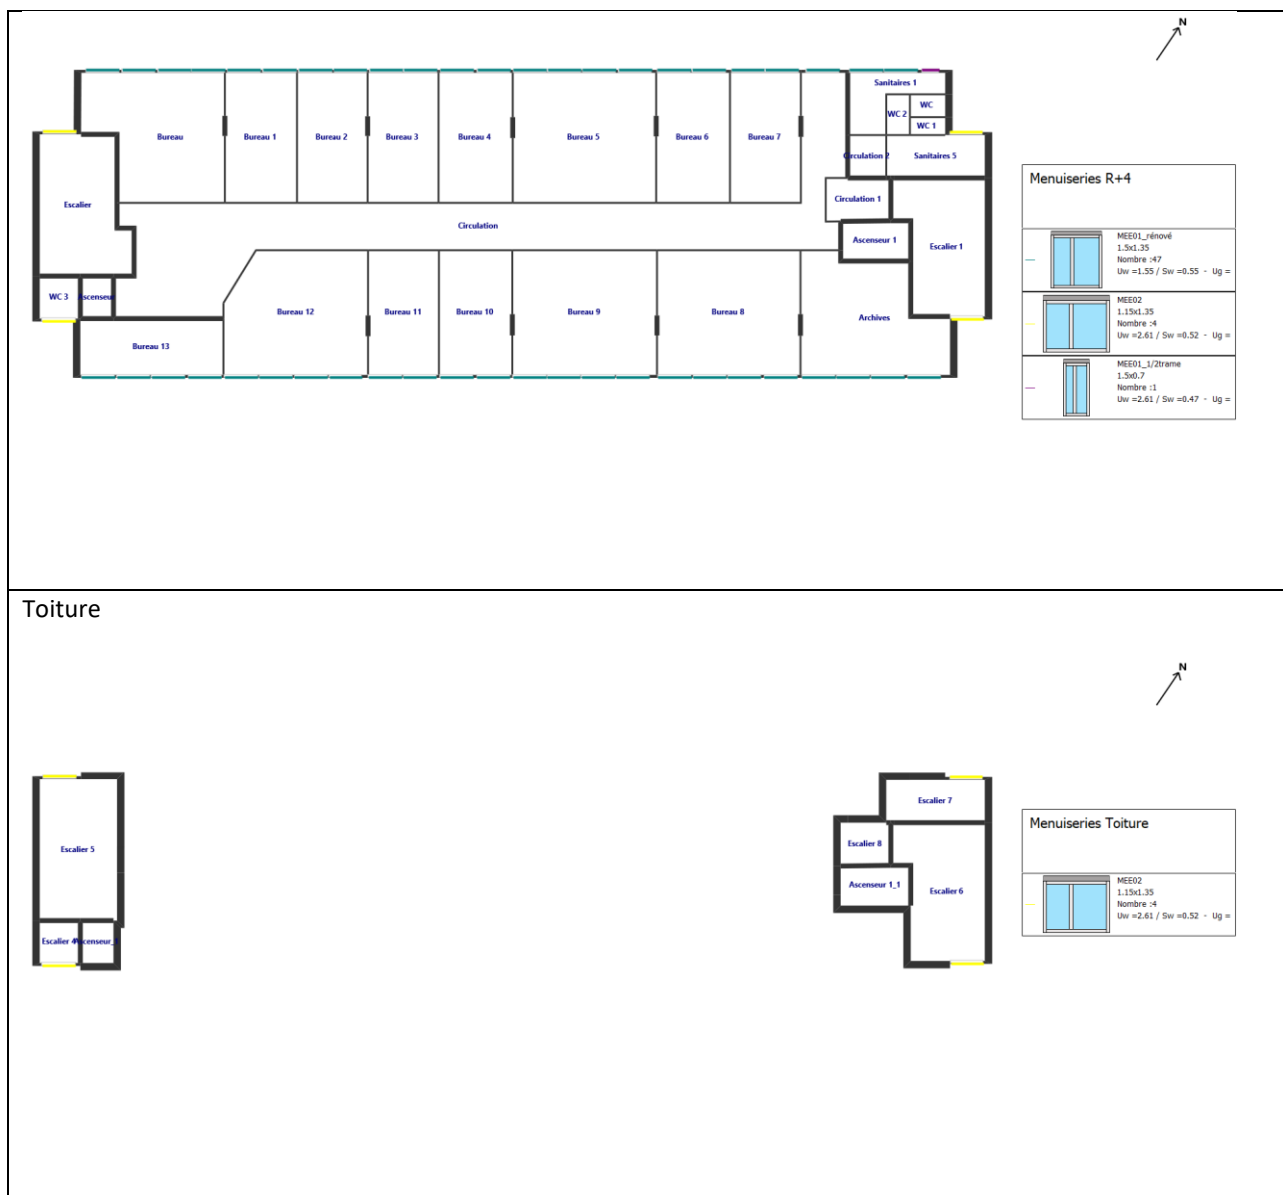 N
Sanitaires 1
WC
WC 2
WC 1
Bureau
Bureau 1
Bureau 2
Bureau 3
Bureau 4
Bureau 5
Bureau 6
Bureau 7
Circulation 2
Sanitaires 5
Escalier
Circulation 1
Circulation
Ascenseur 1
Escalier 1
WC 3
Ascenseur
Bureau 12
Bureau 11
Bureau 10
Bureau 9
Bureau 8
Archives
Bureau 13
Menuiseries R+4
MEE01_rénové
1.5x1.35
Nombre :47
Uw =1.55 / Sw =0.55 - Ug =
MEE02
1.15x1.35
Nombre :4
Uw =2.61 / Sw =0.52 - Ug =
MEE01_1/2trame
1.5x0.7
Nombre :1
Uw =2.61 / Sw =0.47 - Ug =
Toiture
N
Escalier 5
Escalier 4
Escalier 7
Escalier 8
Ascenseur 1_1
Escalier 6
Menuiseries Toiture
MEE02
1.15x1.35
Nombre :4
Uw =2.61 / Sw =0.52 - Ug =